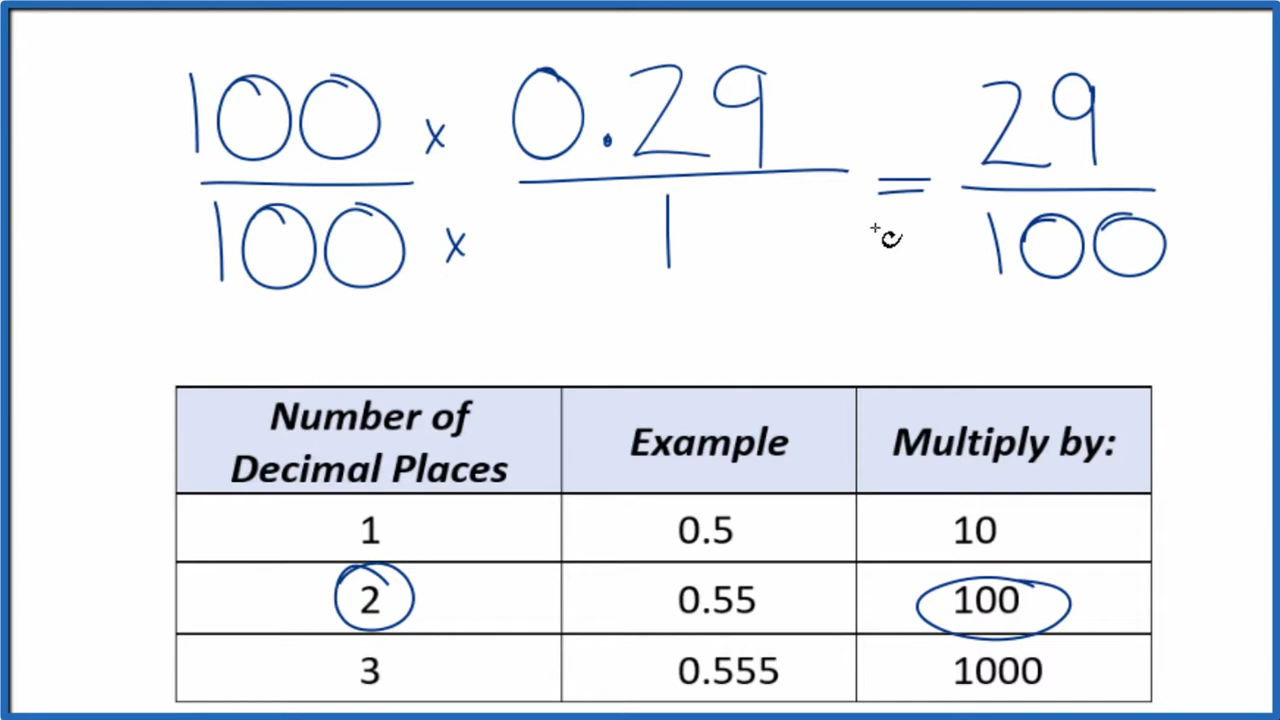 100 × 0.29 = 29
100 × 1 100
Number of Decimal Places Example Multiply by:
1 0.5 10
2 0.55 100
3 0.555 1000